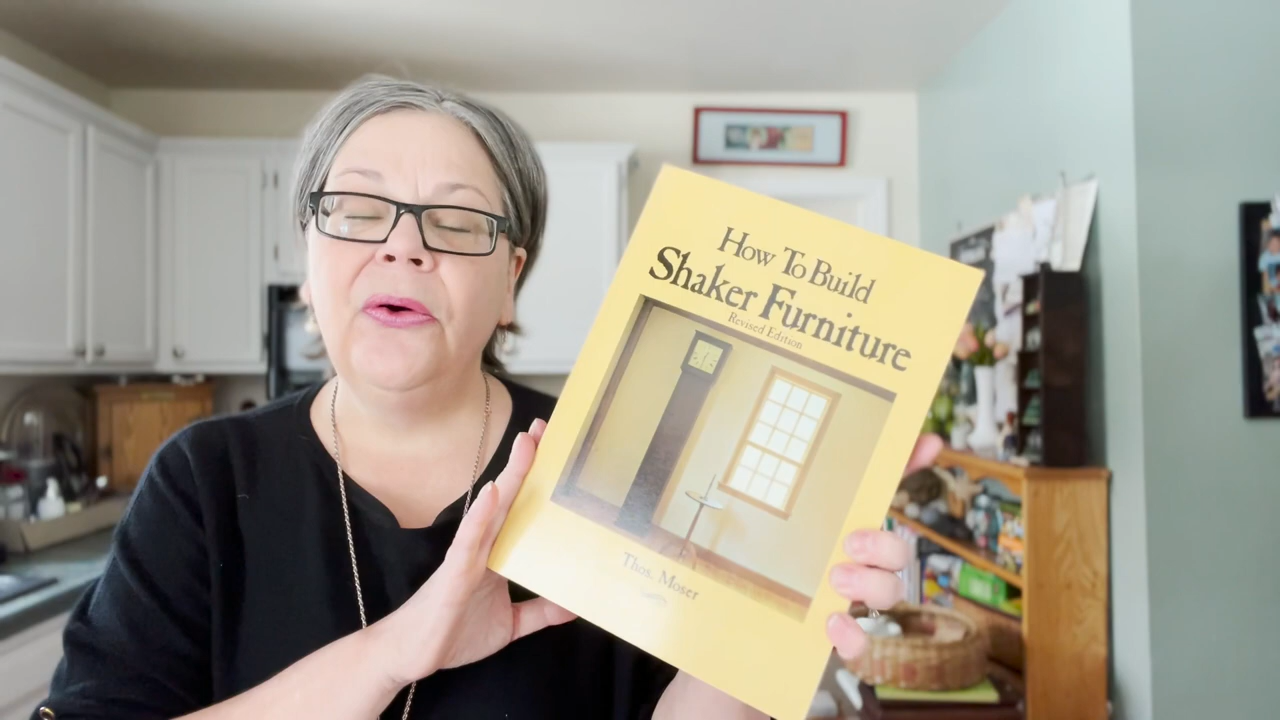 How To Build
Shaker Furniture
Revised Edition
Thos. Moser